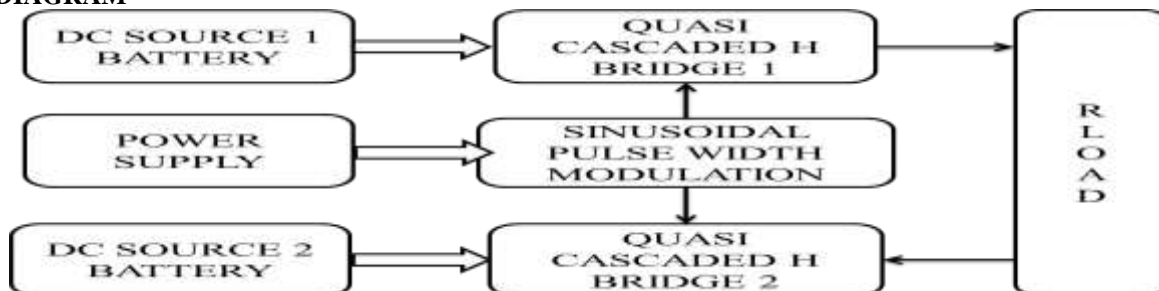 DIAGRAM
DC SOURCE 1
BATTERY
QUASI
CASCADED H
BRIDGE 1
POWER
SUPPLY
SINUSOIDAL
PULSE WIDTH
MODULATION
DC SOURCE 2
BATTERY
QUASI
CASCADED H
BRIDGE 2
R
L
O
A
D